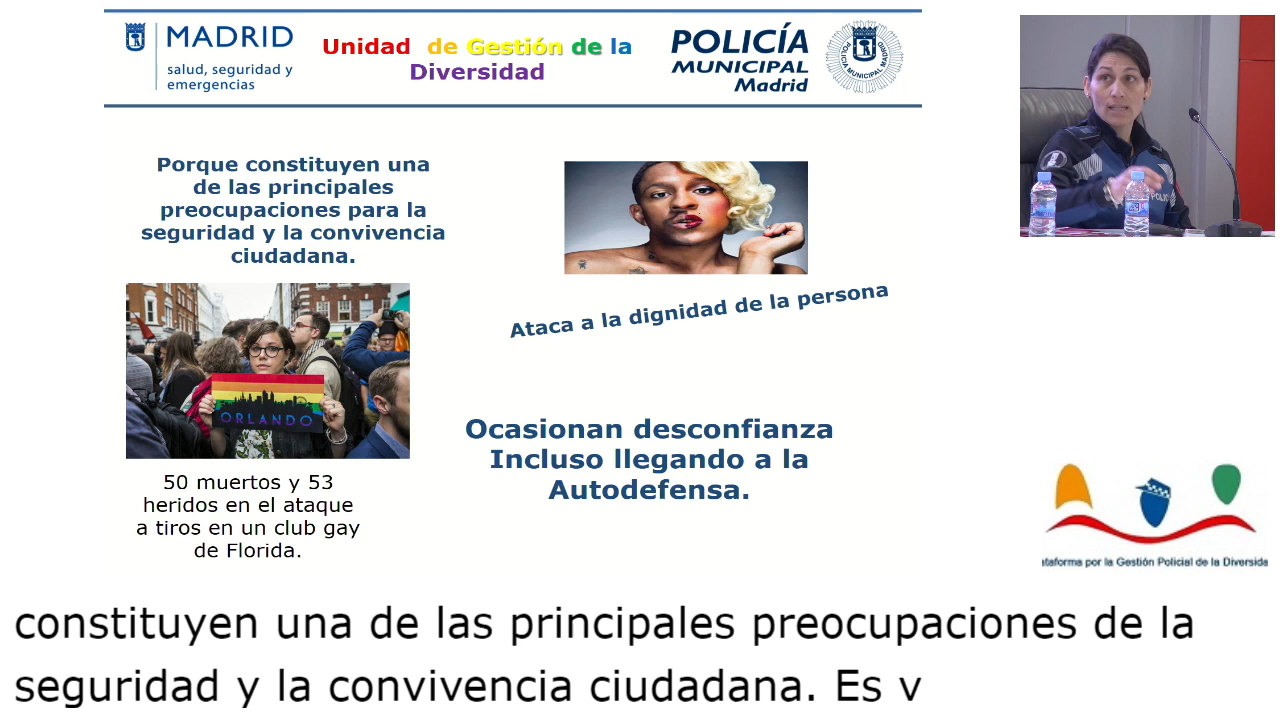 MADRID
salud, seguridad y
emergencias
Unidad de Gestión de la
Diversidad
POLICÍA
MUNICIPAL
Madrid
POLICIA MUNICIPAL MADRID
Porque constituyen una
de las principales
preocupaciones para la
seguridad y la convivencia
ciudadana.
ORLANDO
50 muertos y 53
heridos en el ataque
a tiros en un club gay
de Florida.
Ataca a la dignidad de la persona
Ocasionan desconfianza
Incluso llegando a la
Autodefensa.
ataforma por la Gestión Policial de la Diversida
constituyen una de las principales preocupaciones de la
seguridad y la convivencia ciudadana. Es v